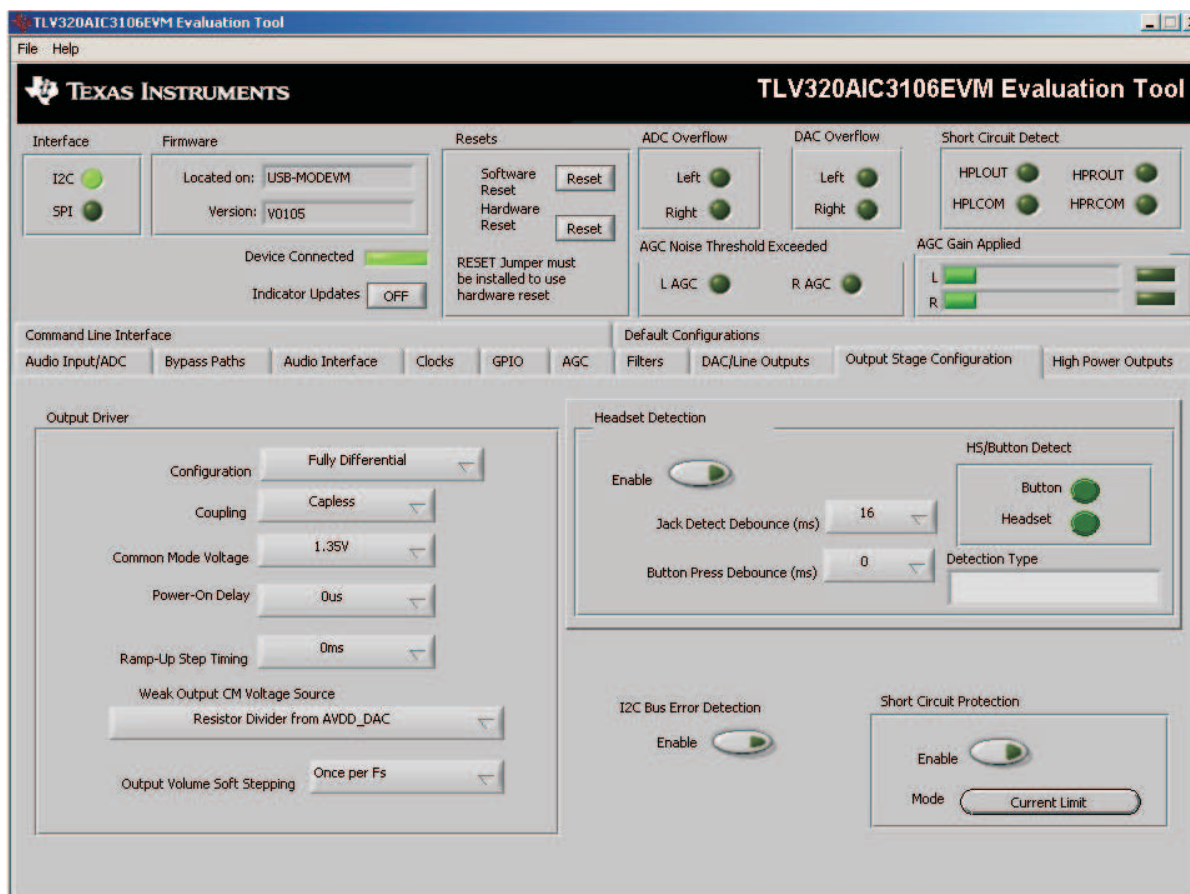 TLV320AIC3106EVM Evaluation Tool
File Help
TEXAS INSTRUMENTS
TLV320AIC3106EVM Evaluation Tool
Interface
I2C
SPI
Firmware
Located on: USB-MODEVM
Version: V0105
Device Connected
Indicator Updates OFF
Resets
Software Reset Reset
Hardware Reset Reset
RESET Jumper must
be installed to use
hardware reset
ADC Overflow
Left
Right
DAC Overflow
Left
Right
Short Circuit Detect
HPLOUT HPROUT
HPLCOM HPRCOM
AGC Noise Threshold Exceeded
L AGC R AGC
AGC Gain Applied
L
R
Command Line Interface Default Configurations
Audio Input/ADC Bypass Paths Audio Interface Clocks GPIO AGC Filters DAC/Line Outputs Output Stage Configuration High Power Outputs
Output Driver
Configuration Fully Differential
Coupling Capless
Common Mode Voltage 1.35V
Power-On Delay 0us
Ramp-Up Step Timing 0ms
Weak Output CM Voltage Source
Resistor Divider from AVDD_DAC
Output Volume Soft Stepping Once per Fs
Headset Detection
Enable
Jack Detect Debounce (ms) 16
Button Press Debounce (ms) 0
HS/Button Detect
Button
Headset
Detection Type
I2C Bus Error Detection
Enable
Short Circuit Protection
Enable
Mode Current Limit